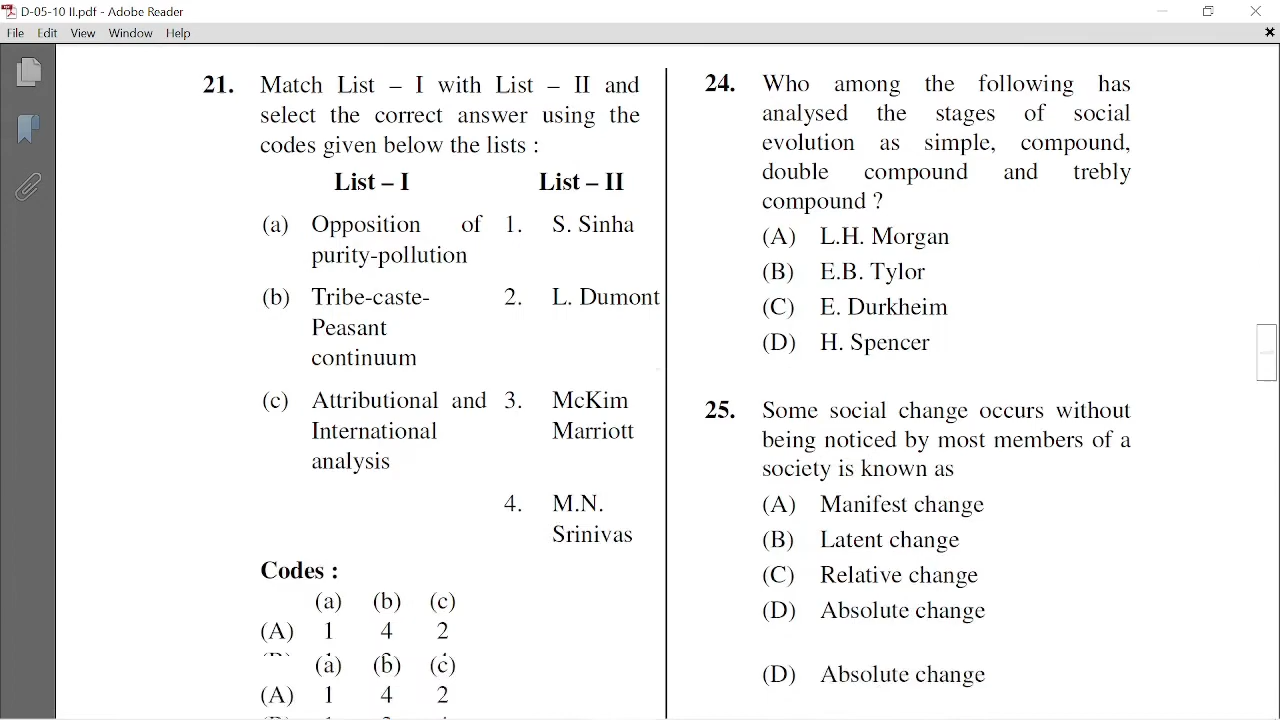 D-05-10 II.pdf - Adobe Reader
File Edit View Window Help
21. Match List – I with List – II and
select the correct answer using the
codes given below the lists :
List – I List – II
(a) Opposition of 1. S. Sinha
purity-pollution
(b) Tribe-caste- 2. L. Dumont
Peasant
continuum
(c) Attributional and 3. McKim
International Marriott
analysis
4. M.N.
Srinivas
Codes :
(a) (b) (c)
(A) 1 4 2
(a) (b) (c)
(A) 1 4 2
24. Who among the following has
analysed the stages of social
evolution as simple, compound,
double compound and trebly
compound ?
(A) L.H. Morgan
(B) E.B. Tylor
(C) E. Durkheim
(D) H. Spencer
25. Some social change occurs without
being noticed by most members of a
society is known as
(A) Manifest change
(B) Latent change
(C) Relative change
(D) Absolute change
(D) Absolute change